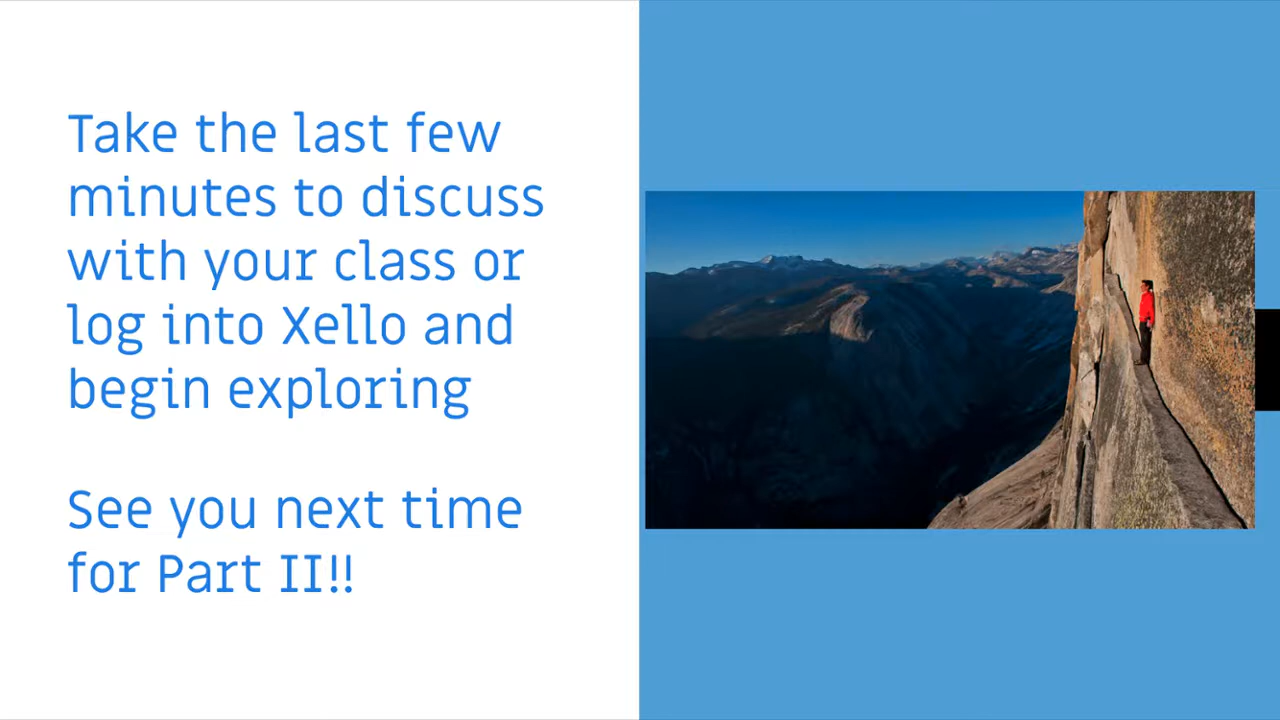 Take the last few
minutes to discuss
with your class or
log into Xello and
begin exploring
See you next time
for Part II!!